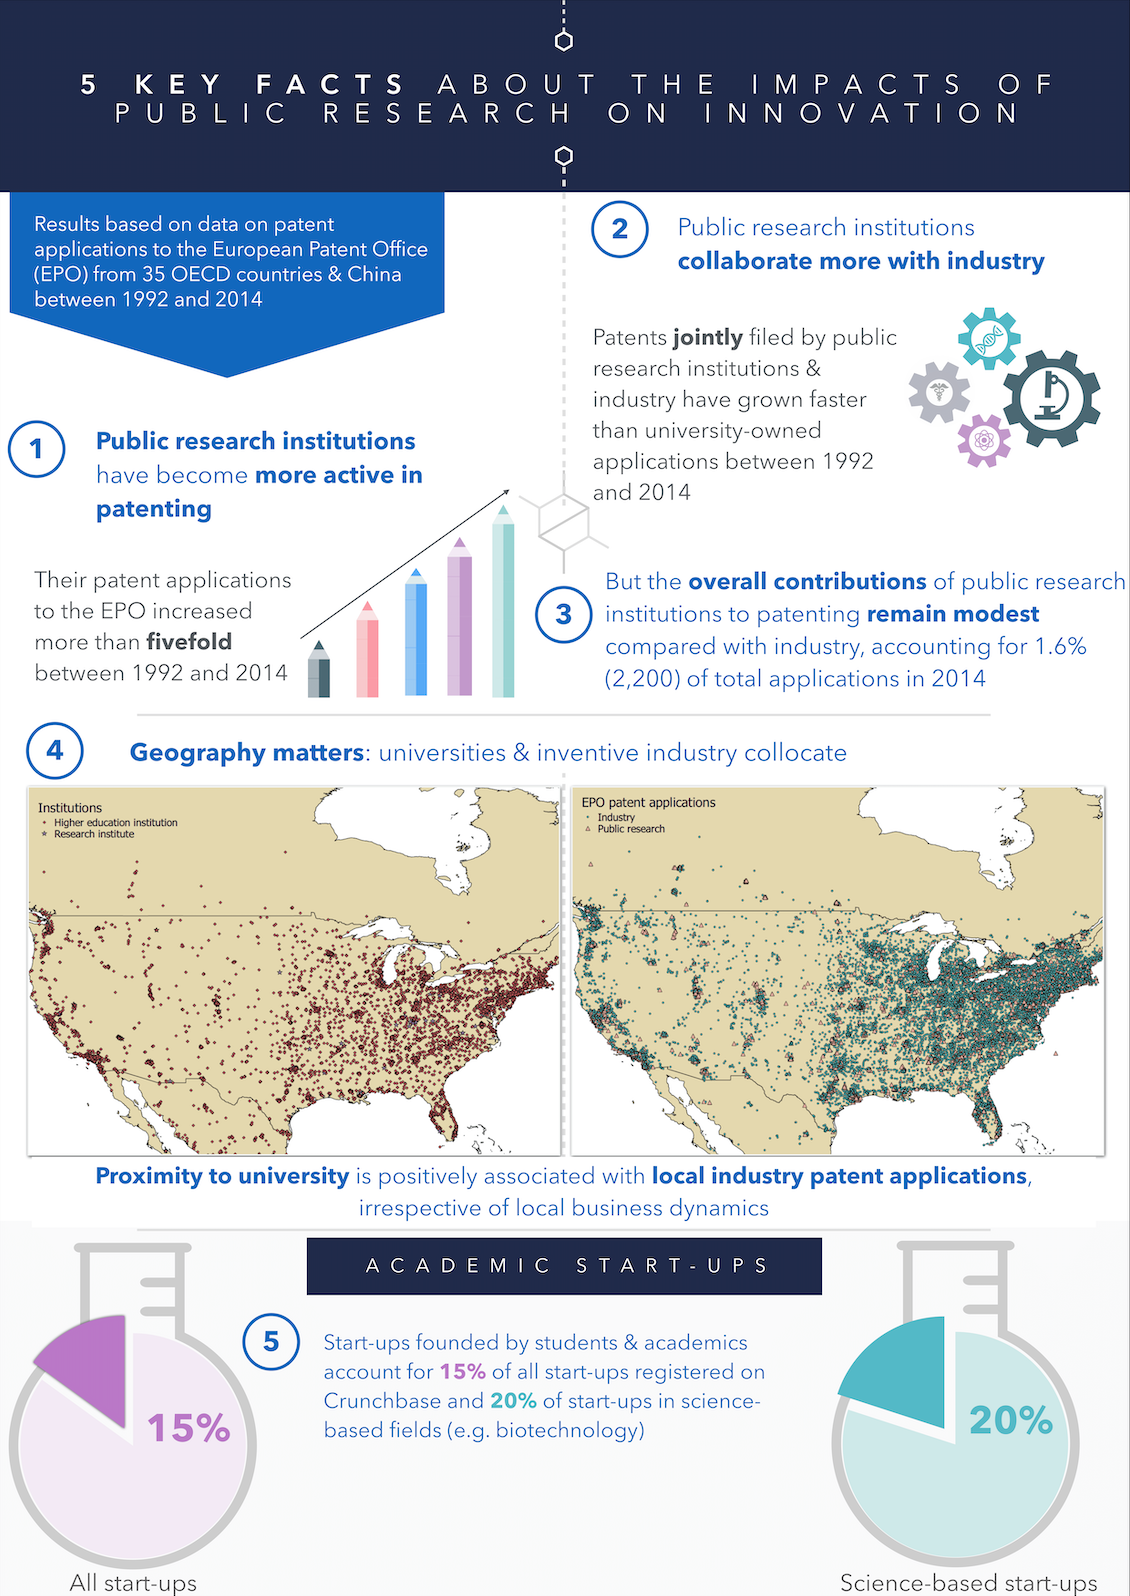 5 KEY FACTS ABOUT THE IMPACTS OF
PUBLIC RESEARCH ON INNOVATION
Results based on data on patent
applications to the European Patent Office
(EPO) from 35 OECD countries & China
between 1992 and 2014
1
Public research institutions
have become more active in
patenting
Their patent applications
to the EPO increased
more than fivefold
between 1992 and 2014
2
Public research institutions
collaborate more with industry
Patents jointly filed by public
research institutions &
industry have grown faster
than university-owned
applications between 1992
and 2014
3
But the overall contributions of public research
institutions to patenting remain modest
compared with industry, accounting for 1.6%
(2,200) of total applications in 2014
4
Geography matters: universities & inventive industry collocate
Institutions
Higher education institution
Research institute
EPO patent applications
Industry
Public research
Proximity to university is positively associated with local industry patent applications,
irrespective of local business dynamics
ACADEMIC START-UPS
5
Start-ups founded by students & academics
account for 15% of all start-ups registered on
Crunchbase and 20% of start-ups in science-
based fields (e.g. biotechnology)
15%
All start-ups
20%
Science-based start-ups